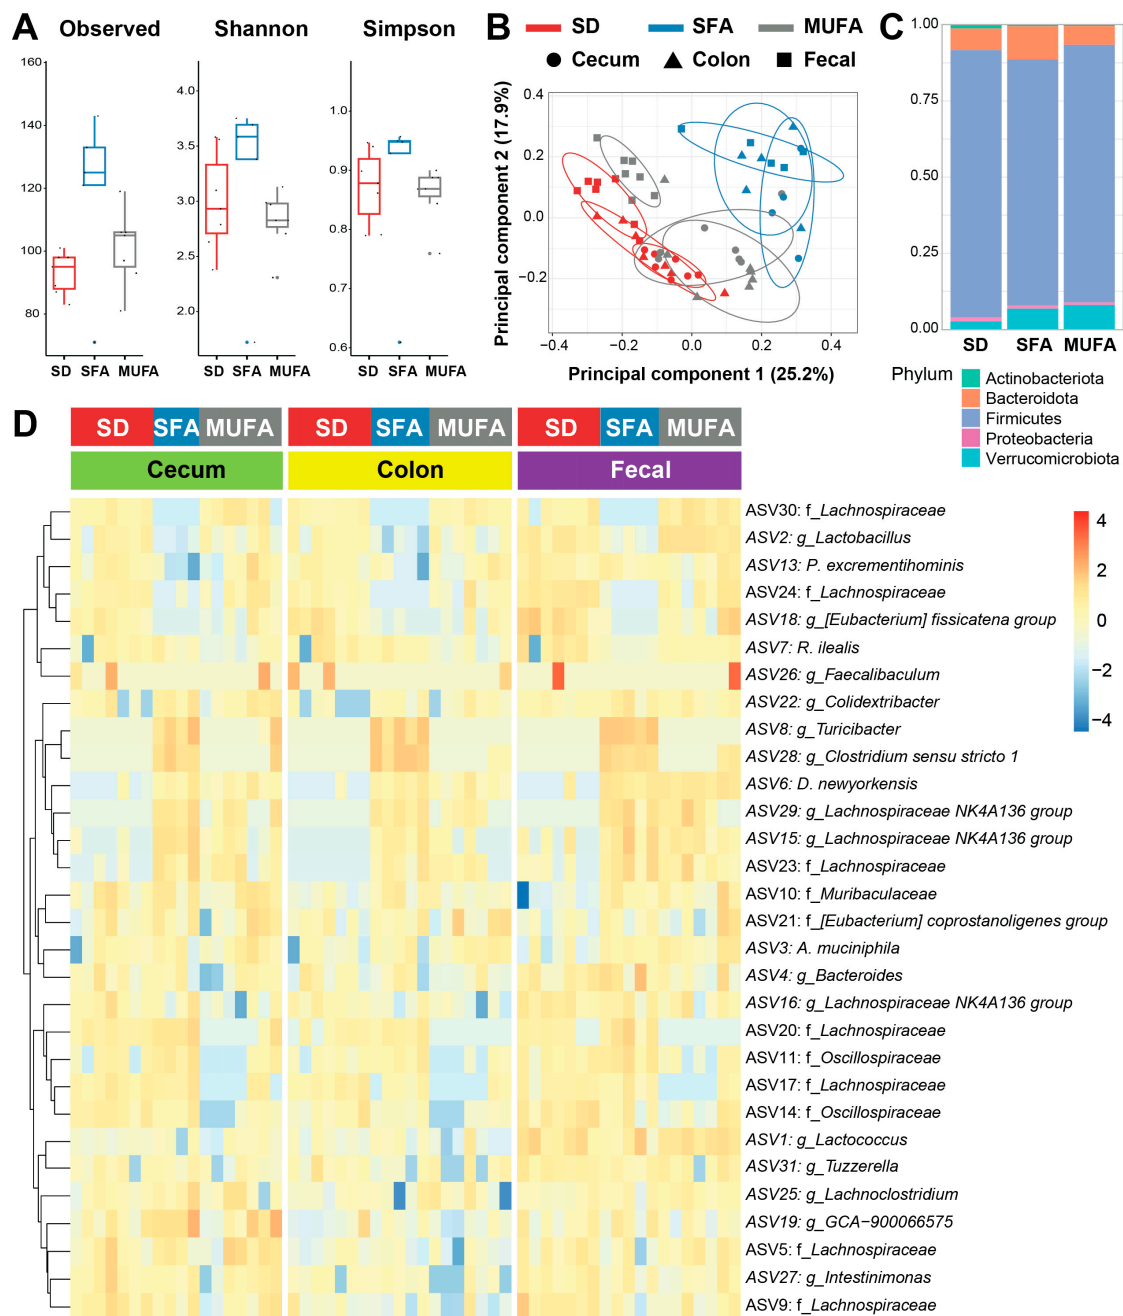 A
Observed
Shannon
Simpson
160
140
120
100
80
SD
SFA
MUFA
4.0
3.5
3.0
2.5
2.0
SD
SFA
MUFA
1.0
0.9
0.8
0.7
0.6
SD
SFA
MUFA
B
SD
SFA
MUFA
Cecum
Colon
Fecal
Principal component 2 (17.9%)
0.4
0.2
0.0
−0.2
−0.4
−0.2
0.0
0.2
0.4
Principal component 1 (25.2%)
C
1.00
0.75
0.50
0.25
0.00
SD
SFA
MUFA
Phylum
Actinobacteriota
Bacteroidota
Firmicutes
Proteobacteria
Verrucomicrobiota
D
SD
SFA
MUFA
SD
SFA
MUFA
SD
SFA
MUFA
Cecum
Colon
Fecal
ASV30: f_Lachnospiraceae
ASV2: g_Lactobacillus
ASV13: P. excrementihominis
ASV24: f_Lachnospiraceae
ASV18: g_[Eubacterium] fissicatena group
ASV7: R. ilealis
ASV26: g_Faecalibaculum
ASV22: g_Colidextribacter
ASV8: g_Turicibacter
ASV28: g_Clostridium sensu stricto 1
ASV6: D. newyorkensis
ASV29: g_Lachnospiraceae NK4A136 group
ASV15: g_Lachnospiraceae NK4A136 group
ASV23: f_Lachnospiraceae
ASV10: f_Muribaculaceae
ASV21: f_[Eubacterium] coprostanoligenes group
ASV3: A. muciniphila
ASV4: g_Bacteroides
ASV16: g_Lachnospiraceae NK4A136 group
ASV20: f_Lachnospiraceae
ASV11: f_Oscillospiraceae
ASV17: f_Lachnospiraceae
ASV14: f_Oscillospiraceae
ASV1: g_Lactococcus
ASV31: g_Tuzzerella
ASV25: g_Lachnoclostridium
ASV19: g_GCA−900066575
ASV5: f_Lachnospiraceae
ASV27: g_Intestinimonas
ASV9: f_Lachnospiraceae
4
2
0
−2
−4